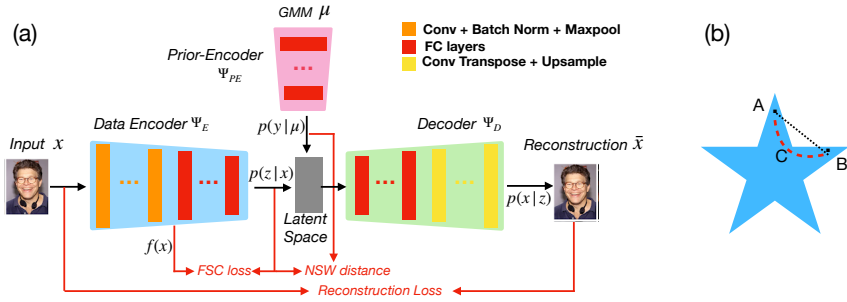 (a)
GMM μ
Prior-Encoder
Ψ_PE
Conv + Batch Norm + Maxpool
FC layers
Conv Transpose + Upsample
(b)
Input x
Data Encoder Ψ_E
p(y|μ)
Decoder Ψ_D
Reconstruction x̄
p(z|x)
Latent
Space
p(x|z)
f(x)
FSC loss
NSW distance
Reconstruction Loss
A
C
B